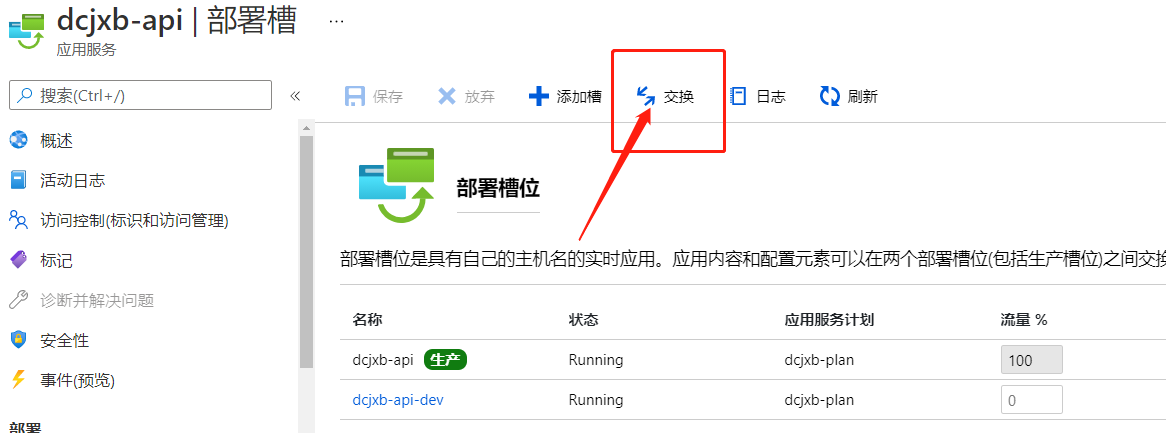 dcjxb-api | 部署槽 ...
应用服务
搜索(Ctrl+/) «
保存 放弃 添加槽 交换 日志 刷新
概述
活动日志
访问控制(标识和访问管理)
标记
诊断并解决问题
安全性
事件(预览)
部署
部署槽位
部署槽位是具有自己的主机名的实时应用。应用内容和配置元素可以在两个部署槽位(包括生产槽位)之间交换
名称 状态 应用服务计划 流量 %
dcjxb-api 生产 Running dcjxb-plan 100
dcjxb-api-dev Running dcjxb-plan 0